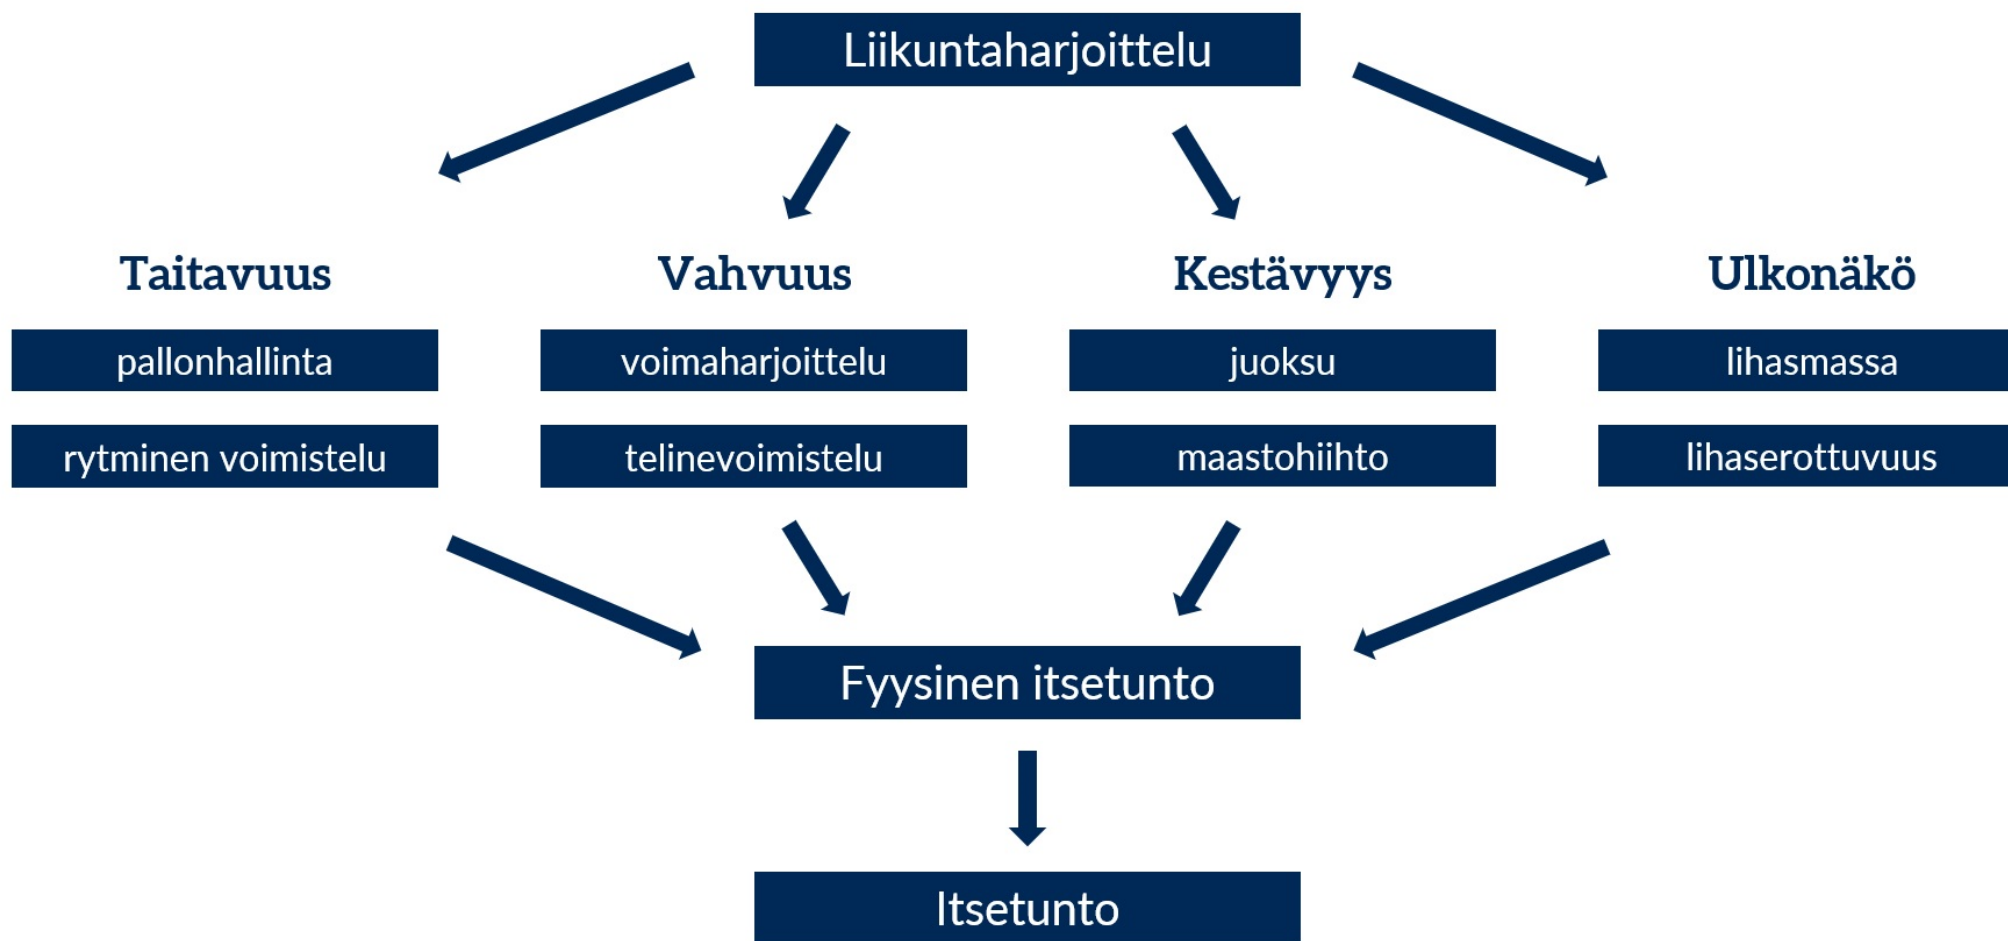 Liikuntaharjoittelu
Taitavuus
pallonhallinta
rytminen voimistelu
Vahvuus
voimaharjoittelu
telinevoimistelu
Kestävyys
juoksu
maastohiihto
Ulkonäkö
lihasmassa
lihaserottuvuus
Fyysinen itsetunto
Itsetunto